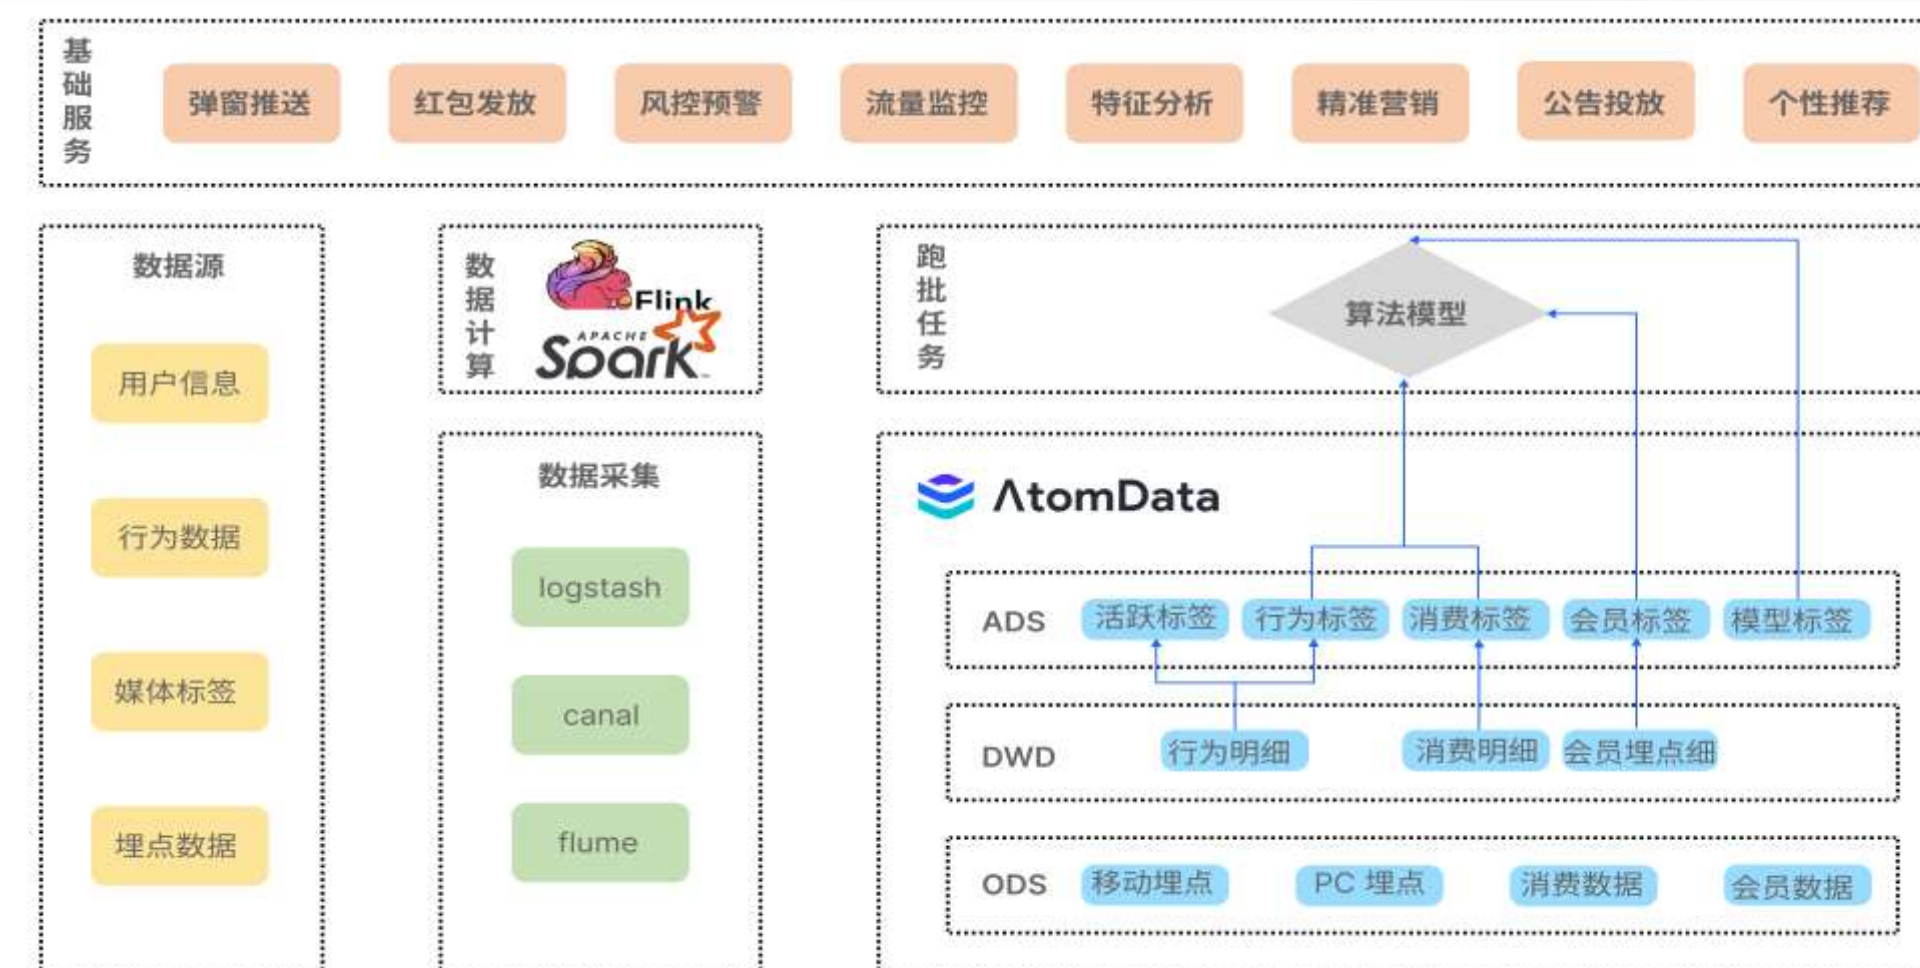 基础服务
弹窗推送
红包发放
风控预警
流量监控
特征分析
精准营销
公告投放
个性推荐
数据源
用户信息
行为数据
媒体标签
埋点数据
数据计算
Flink
APACHE
Spark
数据采集
logstash
canal
flume
跑批任务
算法模型
AtomData
ADS
活跃标签
行为标签
消费标签
会员标签
模型标签
DWD
行为明细
消费明细
会员埋点细
ODS
移动埋点
PC 埋点
消费数据
会员数据